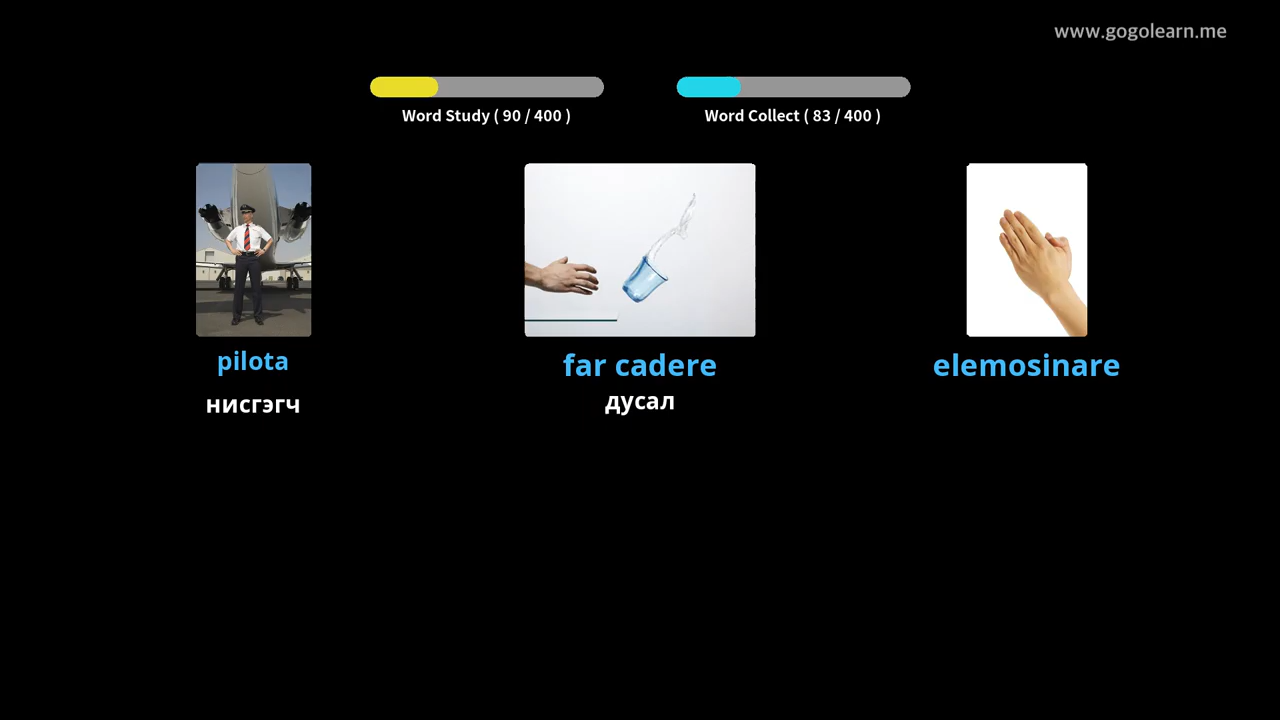 www.gogolearn.me
Word Study ( 90 / 400 )
Word Collect ( 83 / 400 )
pilota
нисгэгч
far cadere
дусал
elemosinare